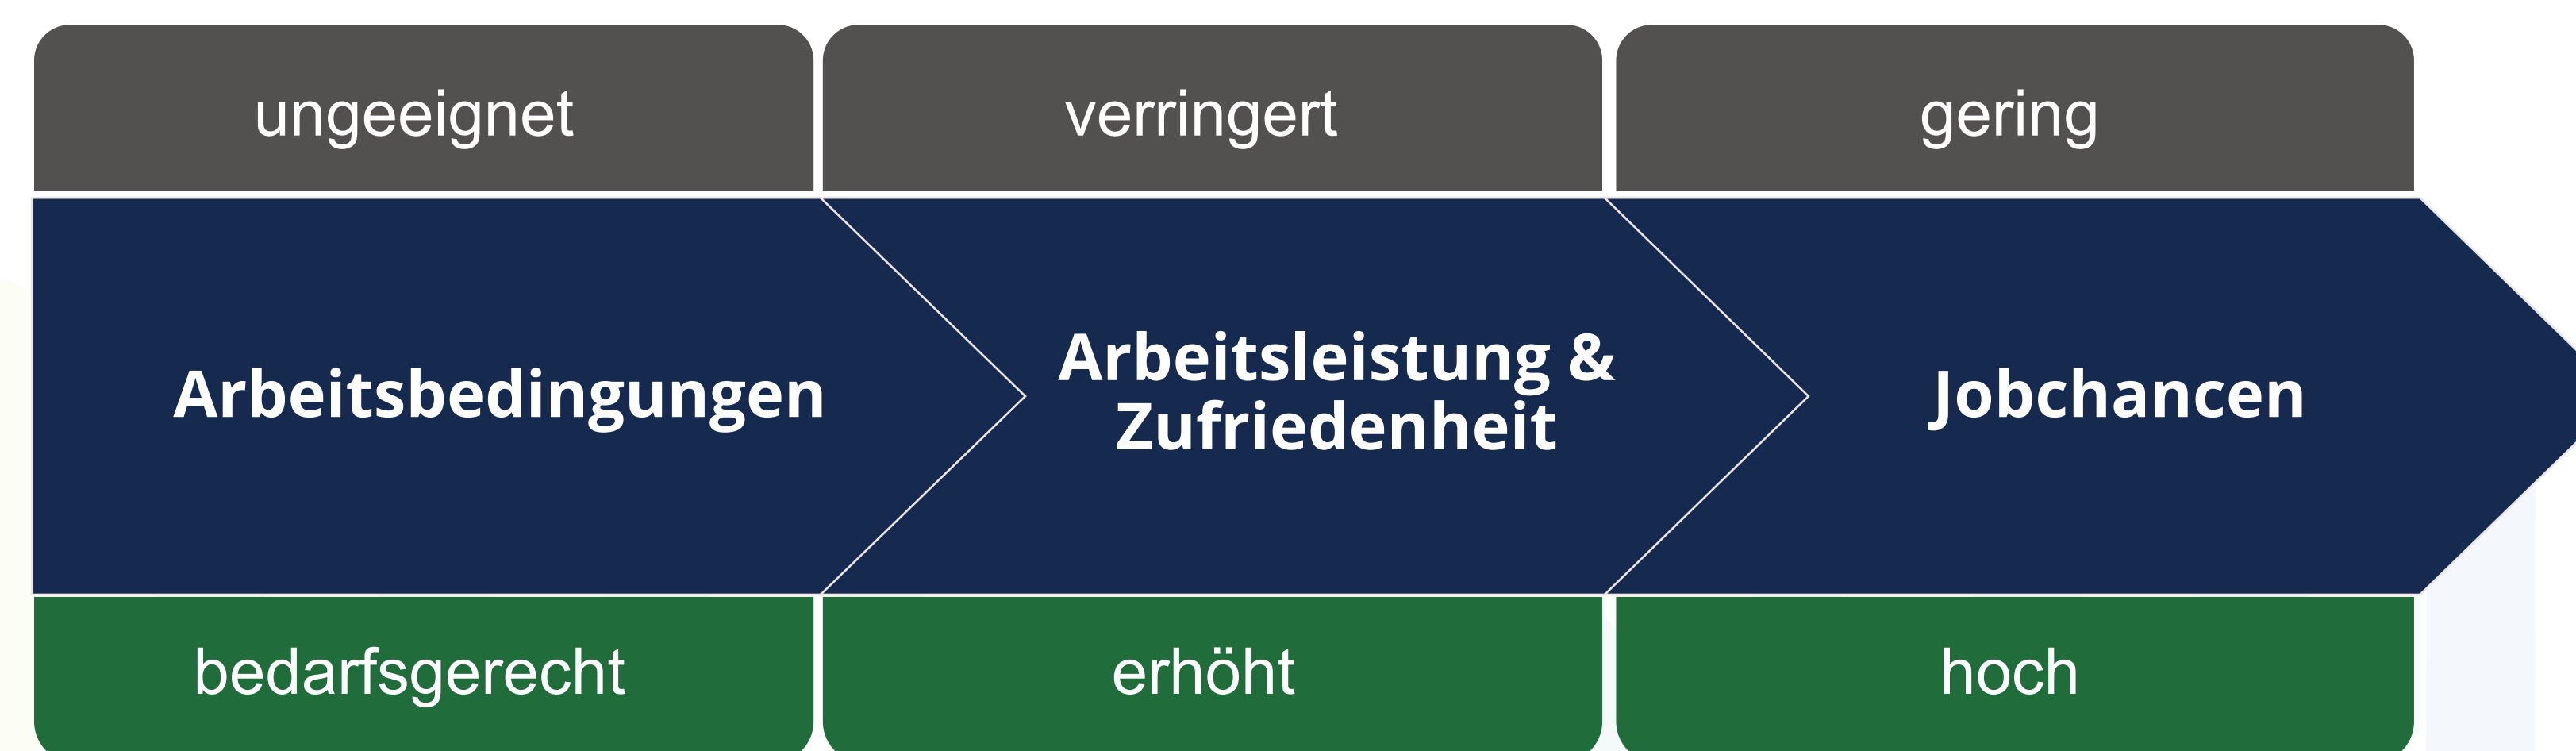 ungeeignet
verringert
gering
Arbeitsbedingungen
Arbeitsleistung &
Zufriedenheit
Jobchancen
bedarfsgerecht
erhöht
hoch